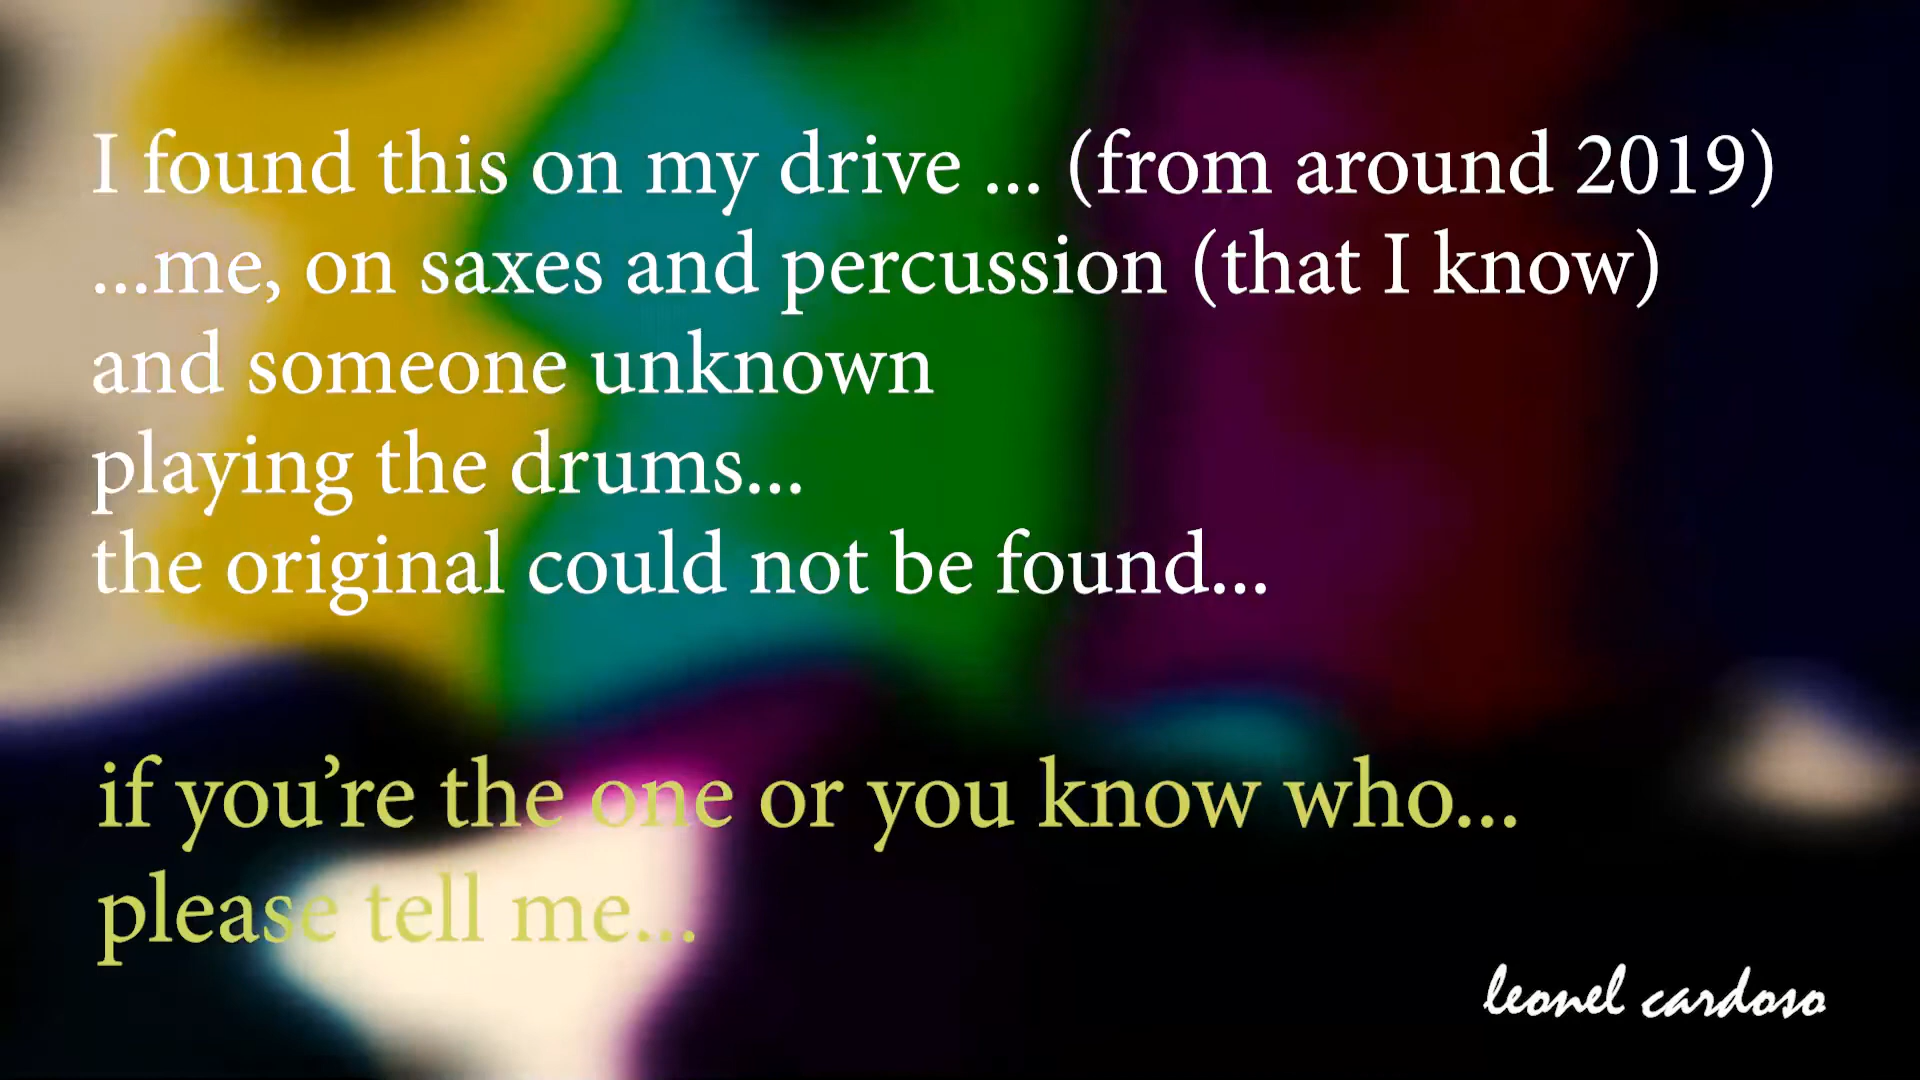 I found this on my drive ... (from around 2019)
...me, on saxes and percussion (that I know)
and someone unknown
playing the drums...
the original could not be found...
if you’re the one or you know who...
please tell me...
leonel cardoso